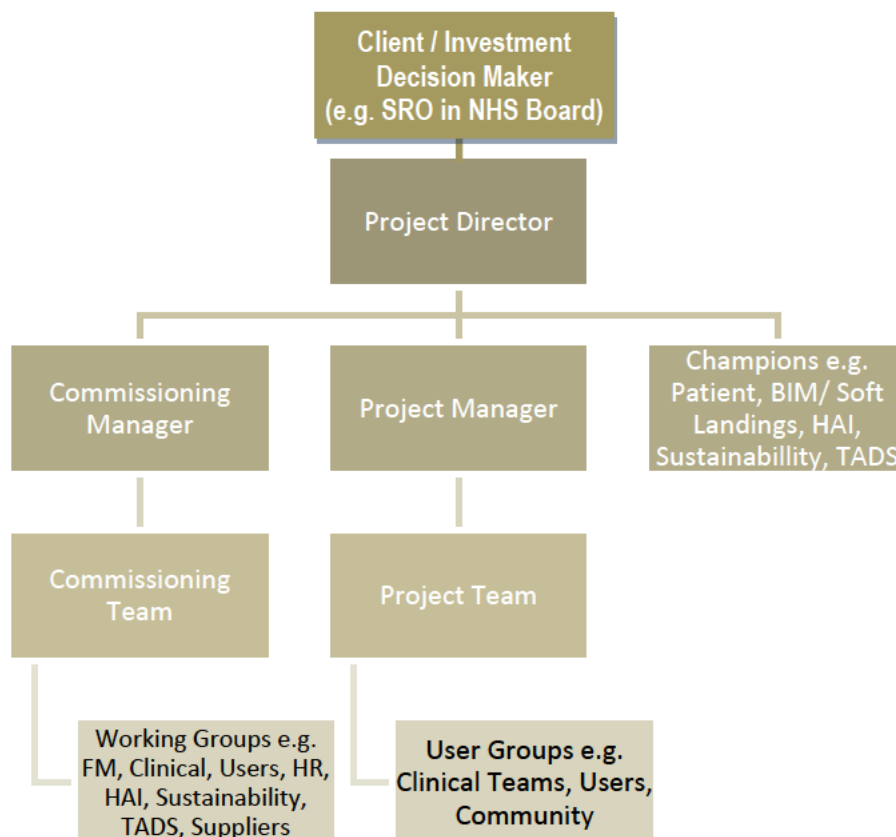 Client / Investment
Decision Maker
(e.g. SRO in NHS Board)
Project Director
Commissioning
Manager
Project Manager
Champions e.g.
Patient, BIM/ Soft
Landings, HAI,
Sustainabillity, TADS
Commissioning
Team
Project Team
Working Groups e.g.
FM, Clinical, Users, HR,
HAI, Sustainability,
TADS, Suppliers
User Groups e.g.
Clinical Teams, Users,
Community